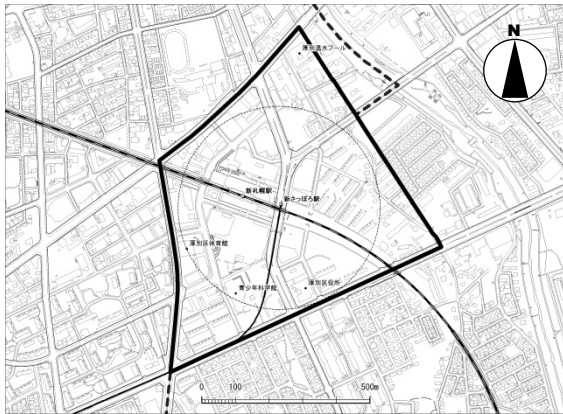 N
厚別温水プール
新札幌駅
新さっぽろ駅
厚別区体育館
青少年科学館
厚別区役所
0 100 500m